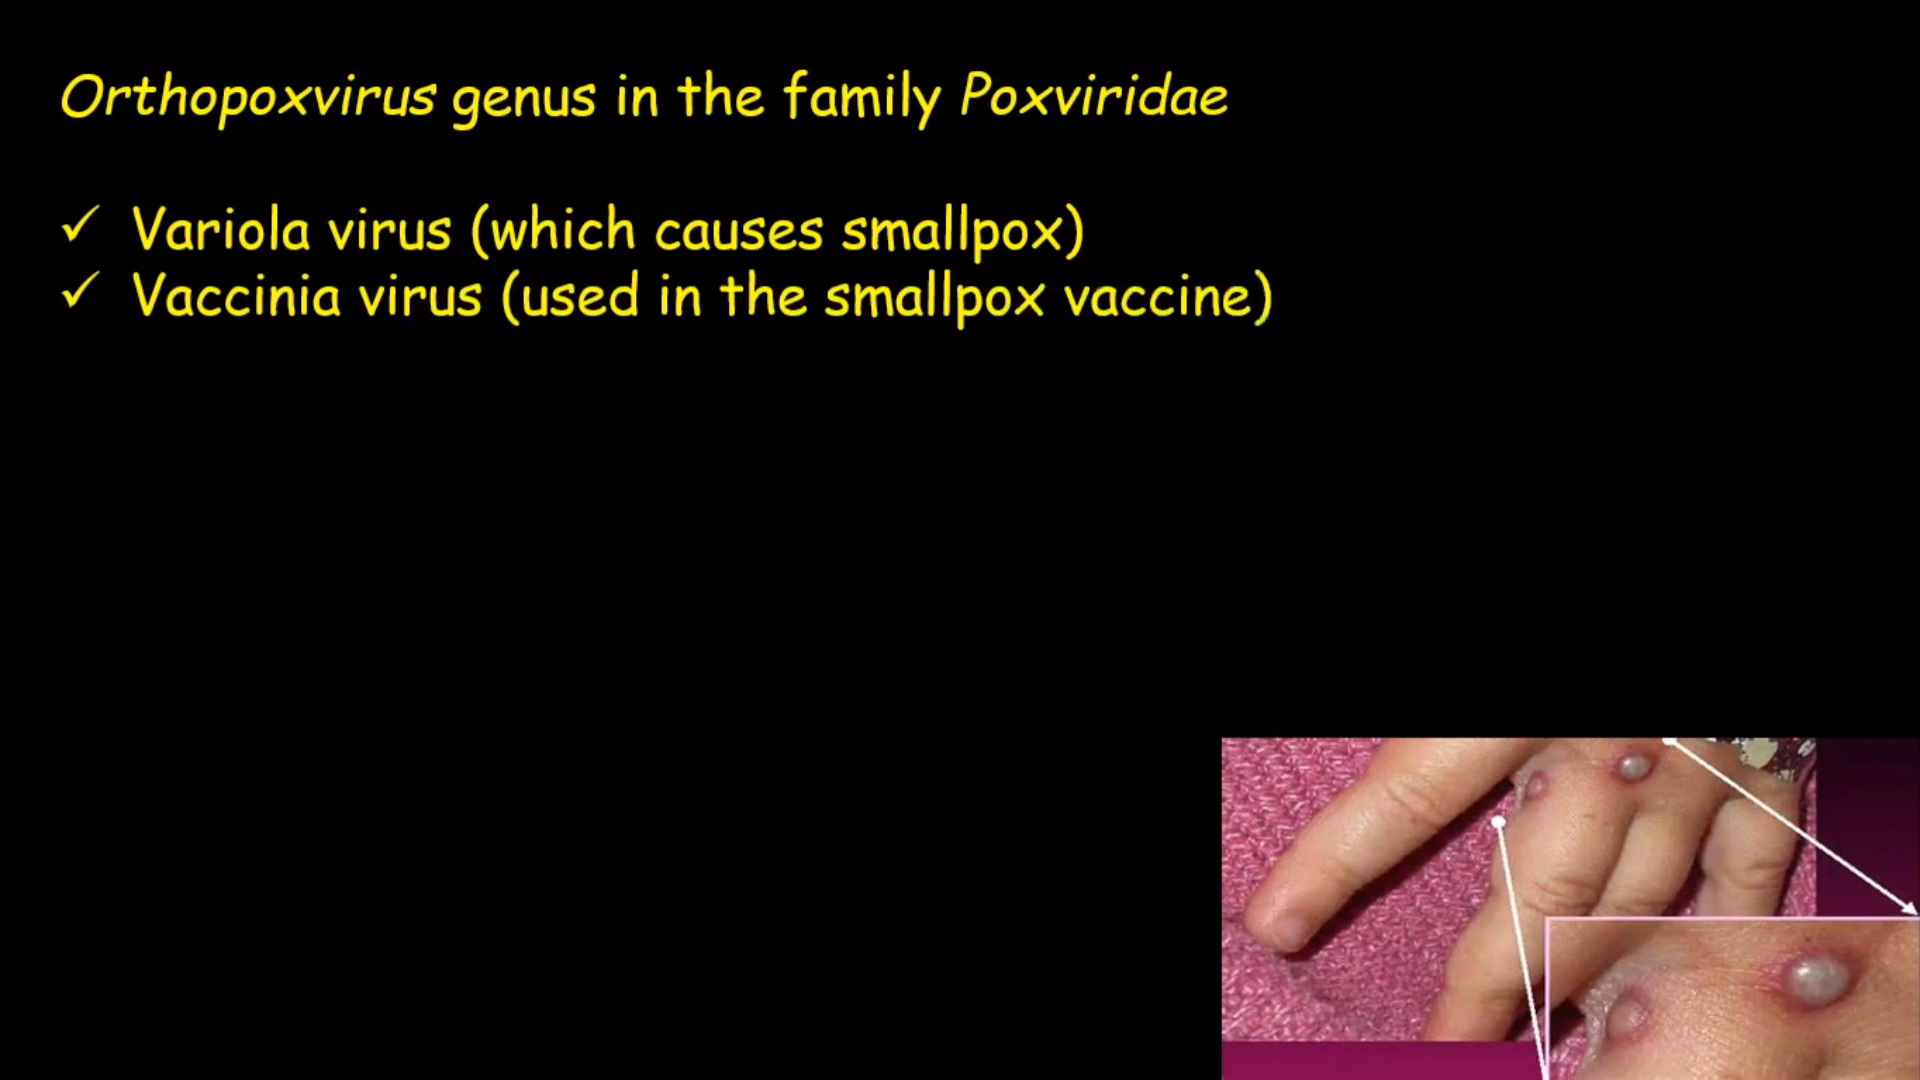 Orthopoxvirus genus in the family Poxviridae
✓ Variola virus (which causes smallpox)
✓ Vaccinia virus (used in the smallpox vaccine)